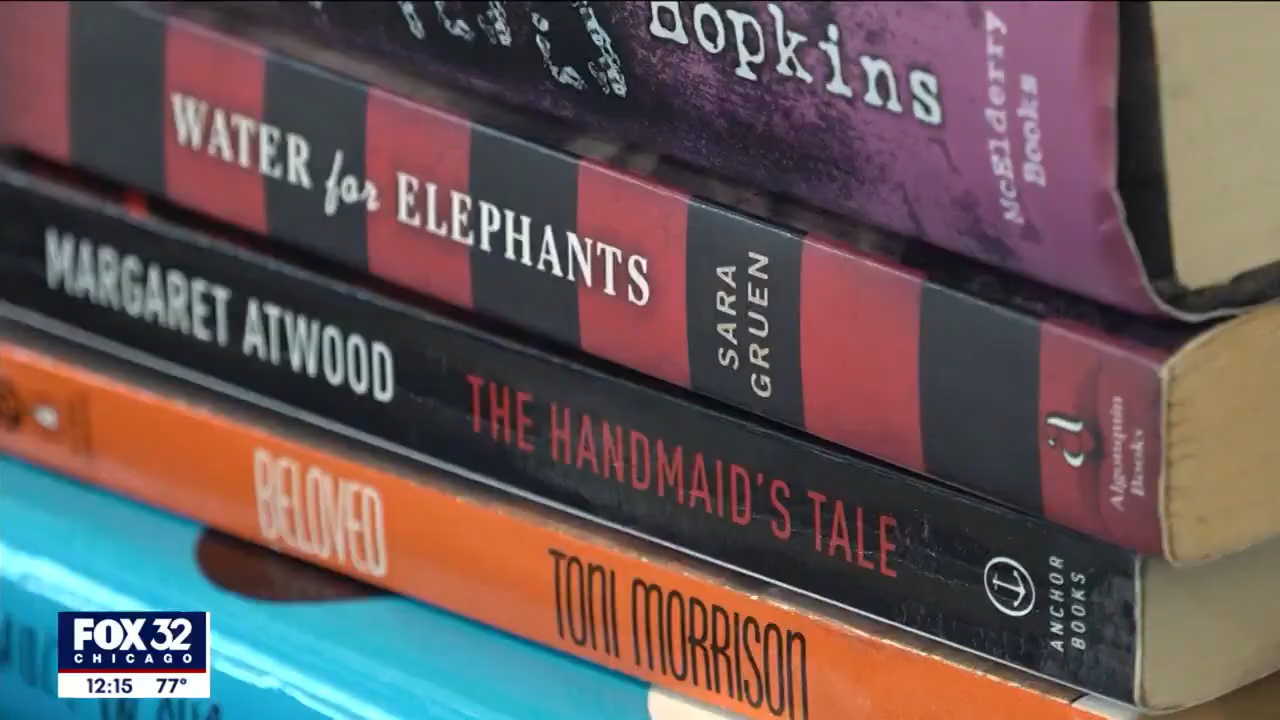 Hopkins
McElderry
Books
WATER for ELEPHANTS
SARA
GRUEN
Algonquin
Books
MARGARET ATWOOD
THE HANDMAID'S TALE
ANCHOR
BOOKS
BELOVED
TONI MORRISON
FOX 32
CHICAGO
12:15 77°